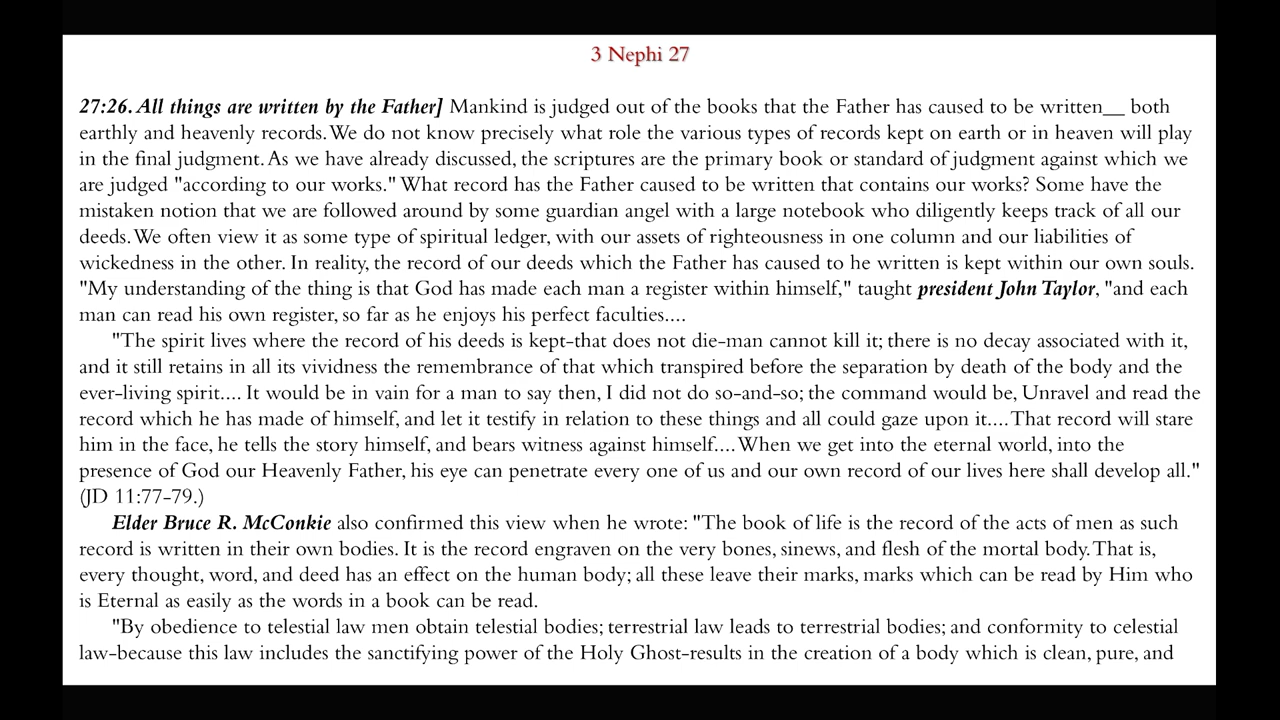 3 Nephi 27
27:26. All things are written by the Father] Mankind is judged out of the books that the Father has caused to be written__ both
earthly and heavenly records. We do not know precisely what role the various types of records kept on earth or in heaven will play
in the final judgment. As we have already discussed, the scriptures are the primary book or standard of judgment against which we
are judged "according to our works." What record has the Father caused to be written that contains our works? Some have the
mistaken notion that we are followed around by some guardian angel with a large notebook who diligently keeps track of all our
deeds. We often view it as some type of spiritual ledger, with our assets of righteousness in one column and our liabilities of
wickedness in the other. In reality, the record of our deeds which the Father has caused to he written is kept within our own souls.
"My understanding of the thing is that God has made each man a register within himself," taught president John Taylor, "and each
man can read his own register, so far as he enjoys his perfect faculties....
"The spirit lives where the record of his deeds is kept-that does not die-man cannot kill it; there is no decay associated with it,
and it still retains in all its vividness the remembrance of that which transpired before the separation by death of the body and the
ever-living spirit.... It would be in vain for a man to say then, I did not do so-and-so; the command would be, Unravel and read the
record which he has made of himself, and let it testify in relation to these things and all could gaze upon it.... That record will stare
him in the face, he tells the story himself, and bears witness against himself.... When we get into the eternal world, into the
presence of God our Heavenly Father, his eye can penetrate every one of us and our own record of our lives here shall develop all."
(JD 11:77-79.)
Elder Bruce R. McConkie also confirmed this view when he wrote: "The book of life is the record of the acts of men as such
record is written in their own bodies. It is the record engraven on the very bones, sinews, and flesh of the mortal body. That is,
every thought, word, and deed has an effect on the human body; all these leave their marks, marks which can be read by Him who
is Eternal as easily as the words in a book can be read.
"By obedience to telestial law men obtain telestial bodies; terrestrial law leads to terrestrial bodies; and conformity to celestial
law-because this law includes the sanctifying power of the Holy Ghost-results in the creation of a body which is clean, pure, and